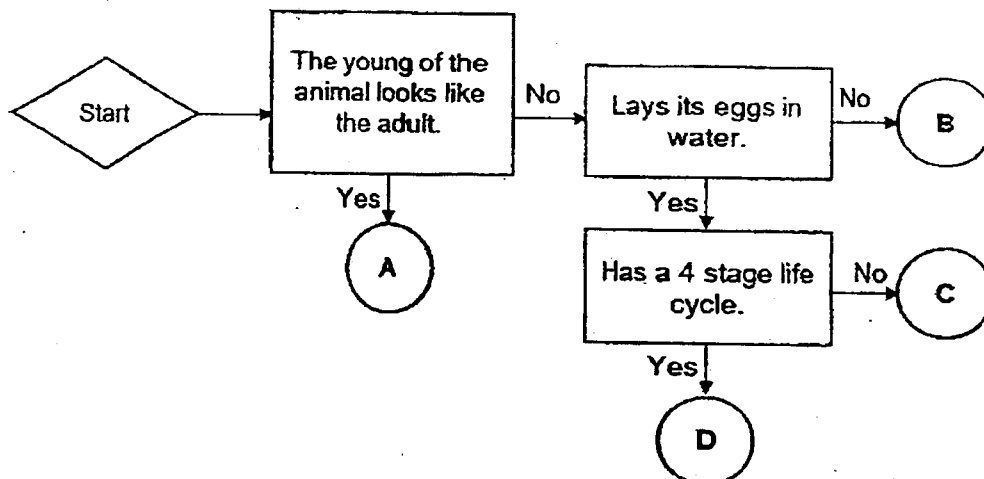 Start
The young of the
animal looks like
the adult.
No
Lays its eggs in
water.
No
B
Yes
A
Yes
Has a 4 stage life
cycle.
No
C
Yes
D